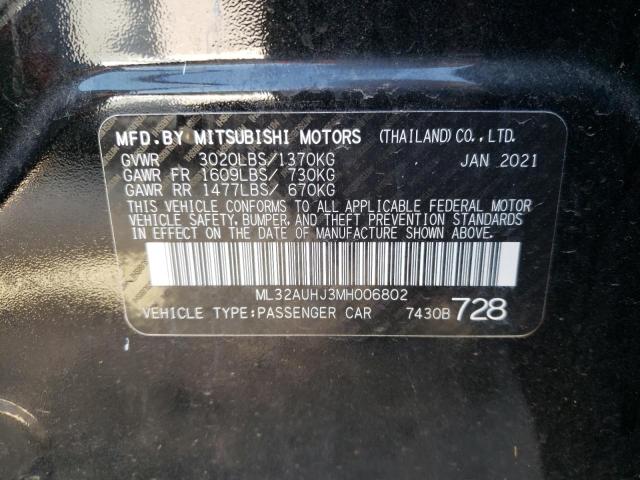 MFD.BY MITSUBISHI MOTORS (THAILAND) CO., LTD.
GVWR 3020LBS/1370KG JAN 2021
GAWR FR 1609LBS/ 730KG
GAWR RR 1477LBS/ 670KG
THIS VEHICLE CONFORMS TO ALL APPLICABLE FEDERAL MOTOR
VEHICLE SAFETY, BUMPER, AND THEFT PREVENTION STANDARDS
IN EFFECT ON THE DATE OF MANUFACTURE SHOWN ABOVE.
ML32AUHJ3MH006802
VEHICLE TYPE:PASSENGER CAR 7430B 728